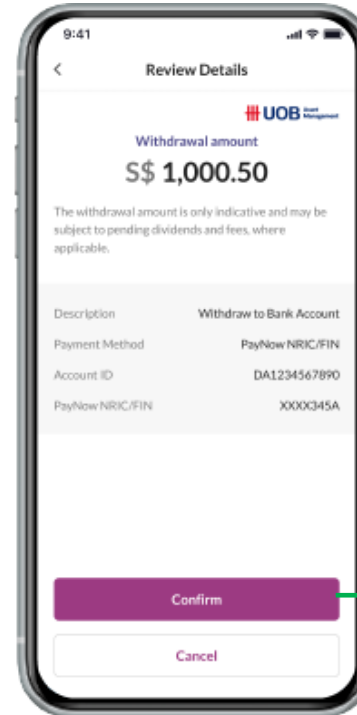 9:41
Review Details
UOB Asset
Management
Withdrawal amount
S$ 1,000.50
The withdrawal amount is only indicative and may be
subject to pending dividends and fees, where
applicable.
Description Withdraw to Bank Account
Payment Method PayNow NRIC/FIN
Account ID DA1234567890
PayNow NRIC/FIN XXXX345A
Confirm
Cancel